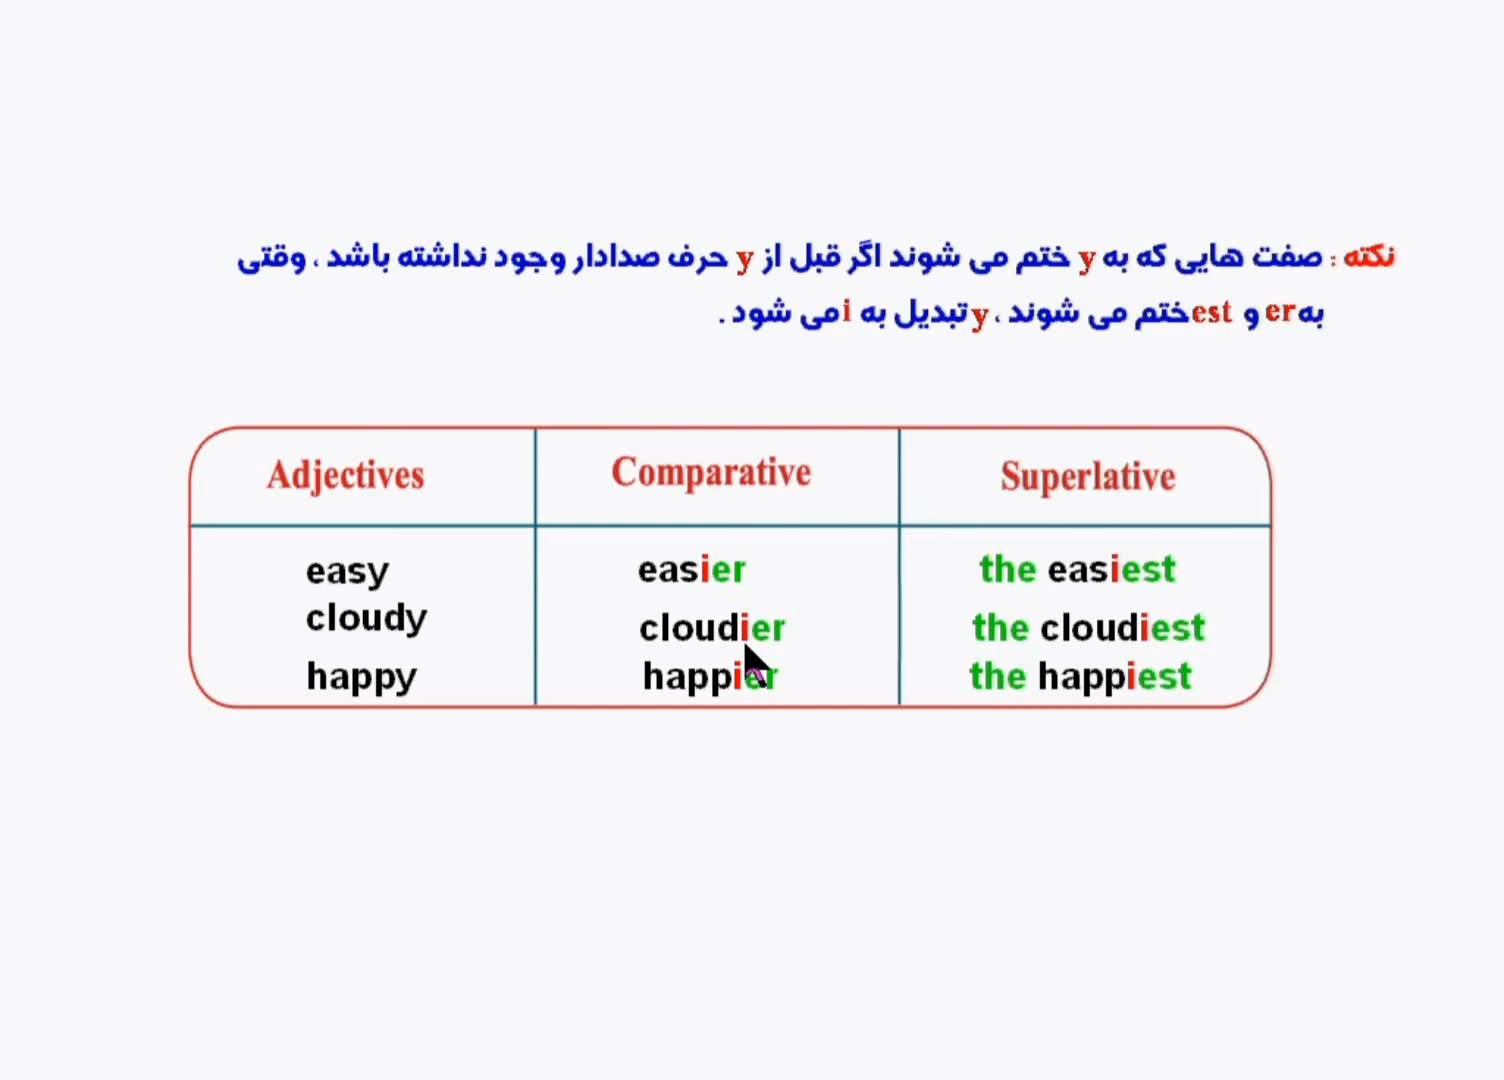 نکته : صفت هایی که به y ختم می شوند اگر قبل از y حرف صدادار وجود نداشته باشد ، وقتی
به er و est ختم می شوند ، y تبدیل به i می شود .
Adjectives Comparative Superlative
easy easier the easiest
cloudy cloudier the cloudiest
happy happier the happiest